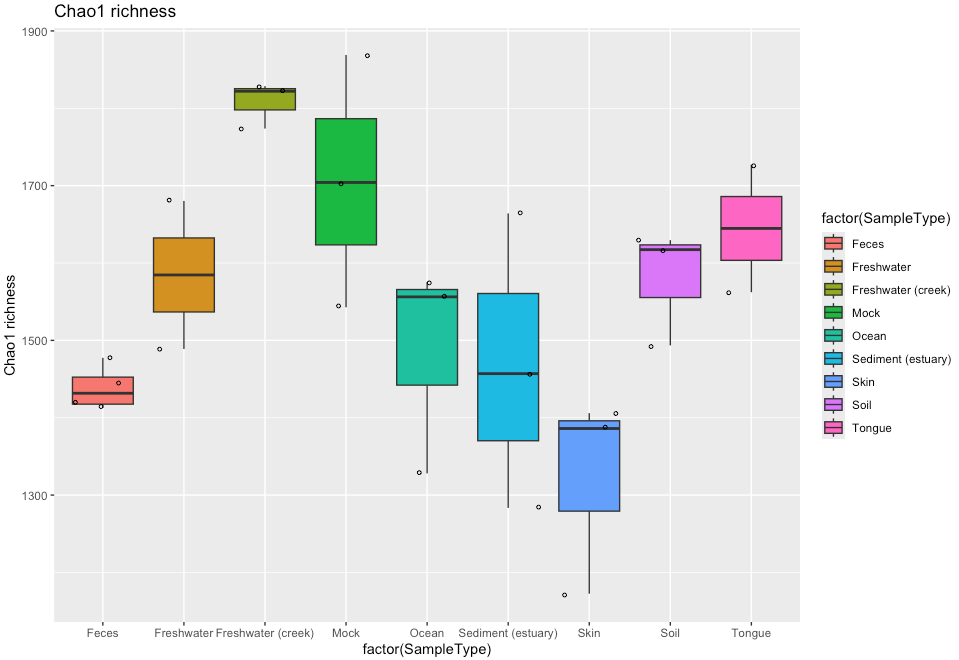 Chao1 richness
Chao1 richness
1900
1700
1500
1300
Feces Freshwater Freshwater (creek) Mock Ocean Sediment (estuary) Skin Soil Tongue
factor(SampleType)
factor(SampleType)
Feces
Freshwater
Freshwater (creek)
Mock
Ocean
Sediment (estuary)
Skin
Soil
Tongue